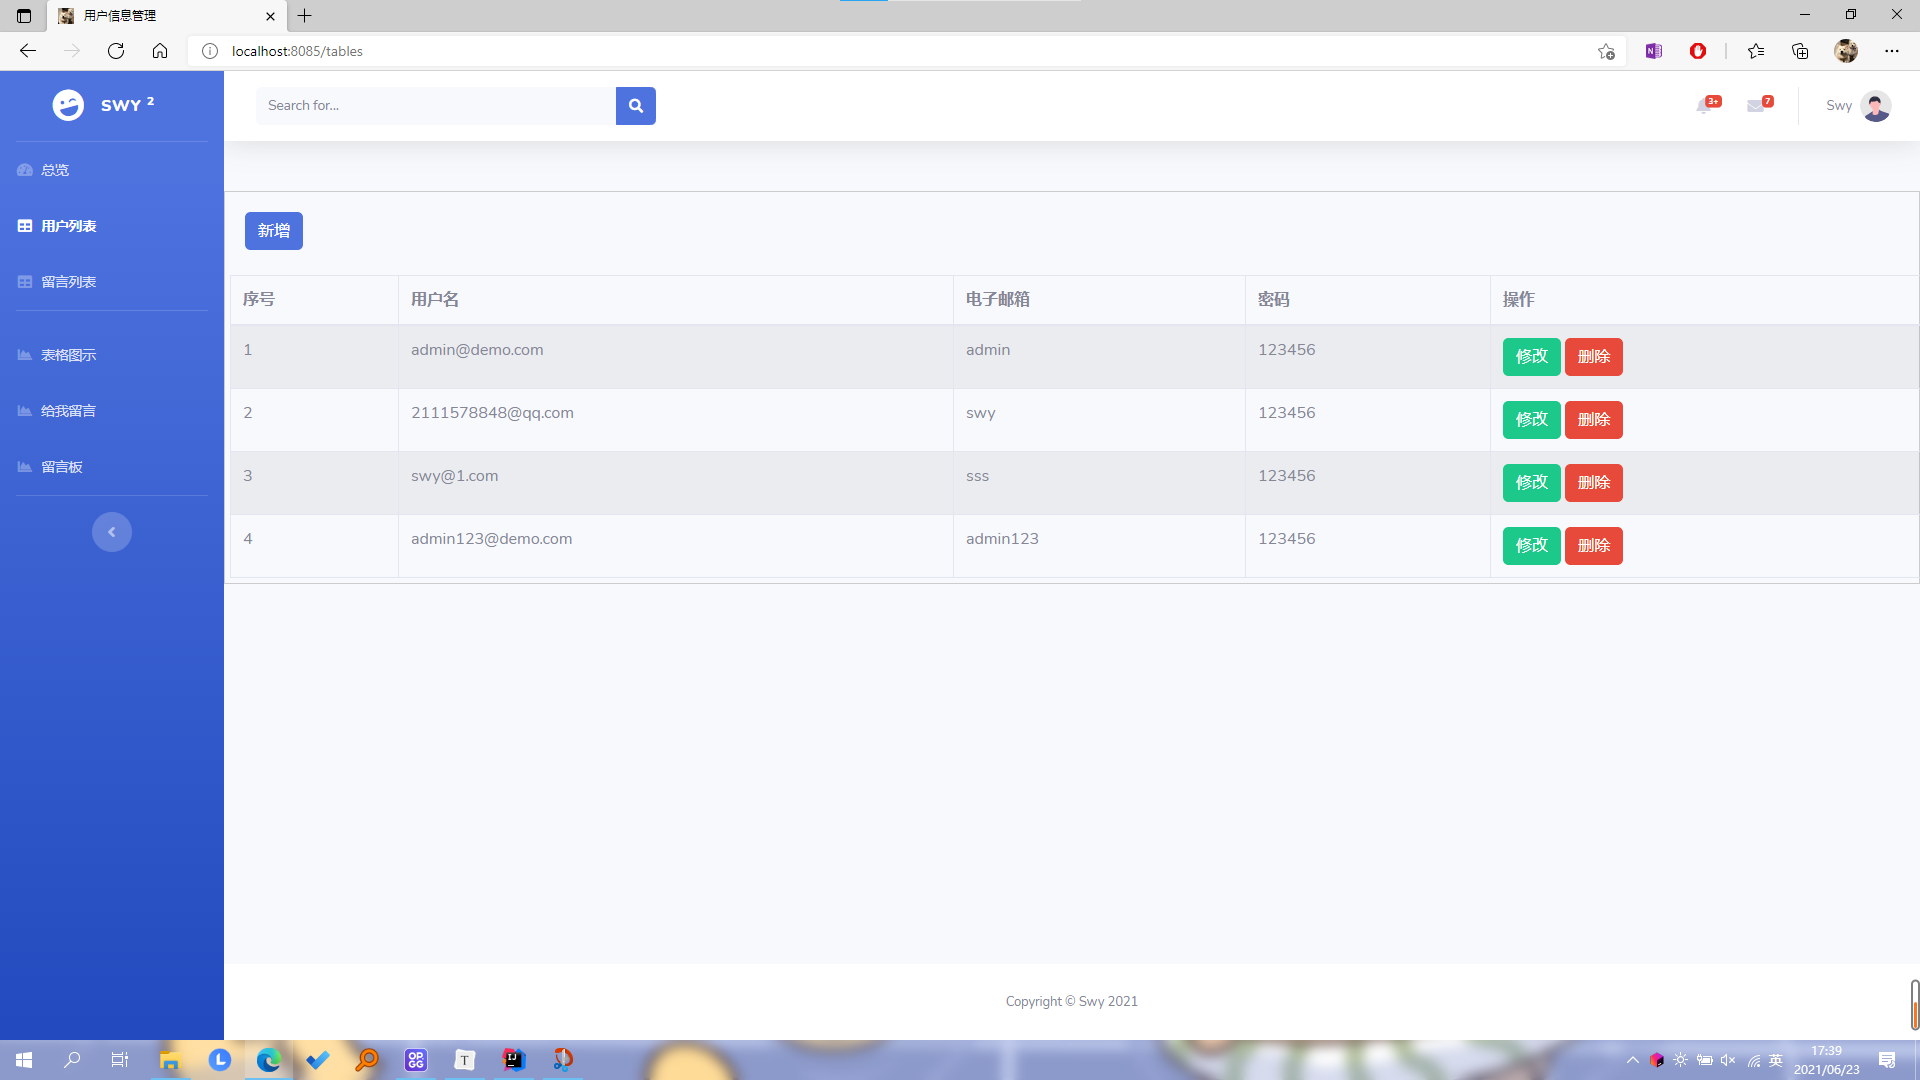 用户信息管理
localhost:8085/tables
SWY 2
Search for...
3+
7
Swy
总览
用户列表
留言列表
表格图示
给我留言
留言板
新增
序号 用户名 电子邮箱 密码 操作
1 admin@demo.com admin 123456 修改 删除
2 2111578848@qq.com swy 123456 修改 删除
3 swy@1.com sss 123456 修改 删除
4 admin123@demo.com admin123 123456 修改 删除
Copyright © Swy 2021
OP.GG
T
IJ
英
17:39
2021/06/23